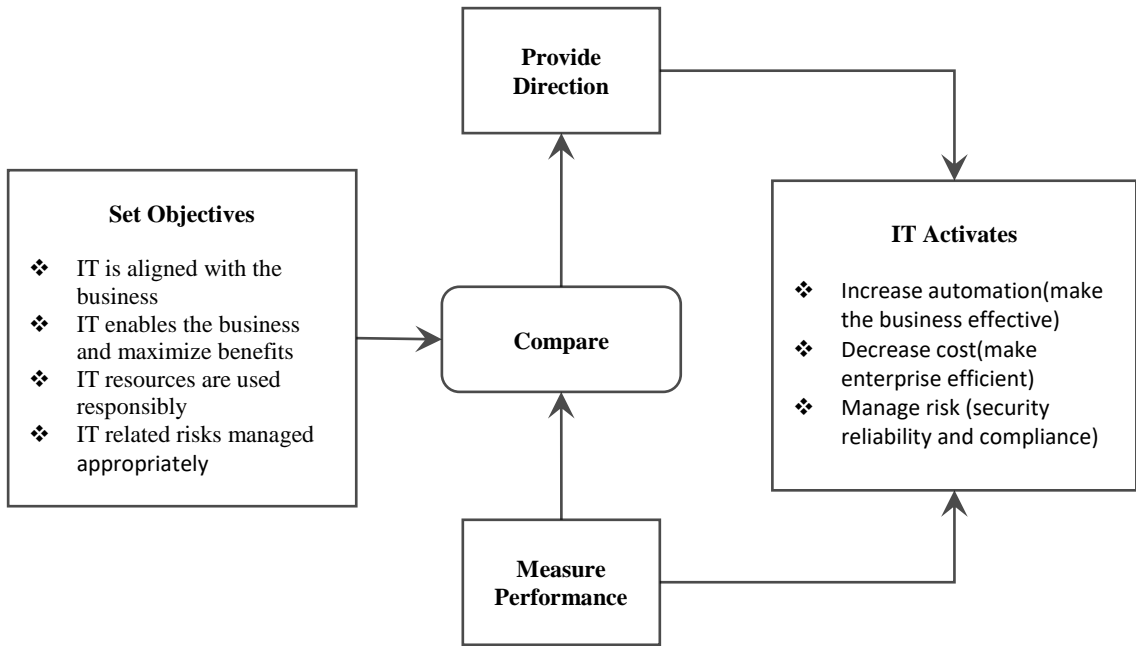 Provide
Direction
Set Objectives
❖ IT is aligned with the
business
❖ IT enables the business
and maximize benefits
❖ IT resources are used
responsibly
❖ IT related risks managed
appropriately
Compare
IT Activates
❖ Increase automation(make
the business effective)
❖ Decrease cost(make
enterprise efficient)
❖ Manage risk (security
reliability and compliance)
Measure
Performance